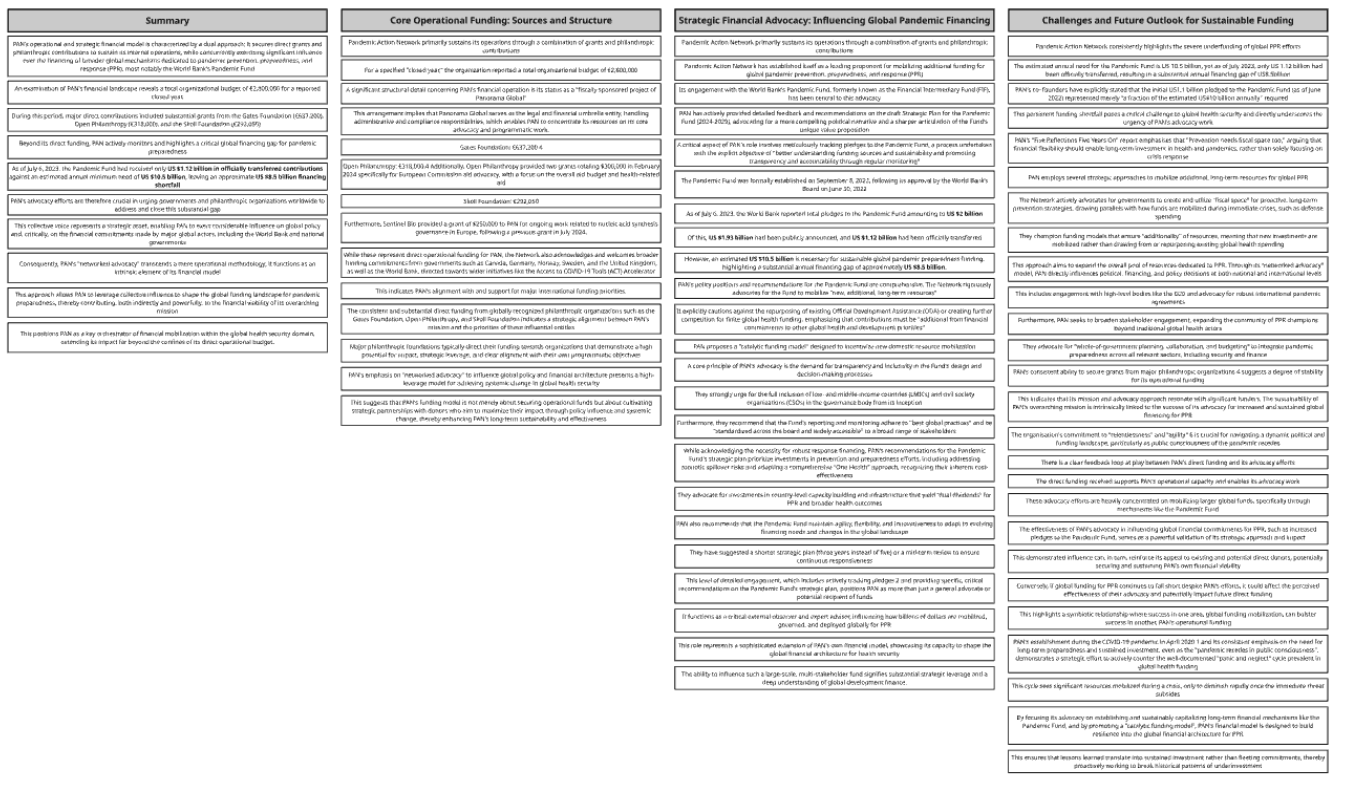 Summary
PAN's operational and strategic financial model is characterized by a dual approach: it secures direct grants and
philanthropic contributions to sustain its internal operations, while concurrently exercising significant influence
over the financing of broader global mechanisms dedicated to pandemic prevention, preparedness, and
response (PPR), most notably the World Bank's Pandemic Fund
An examination of PAN's financial landscape reveals a total organizational budget of €2,800,000 for a reported
closed year
During this period, major direct contributions included substantial grants from the Gates Foundation (€637,200),
Open Philanthropy (€318,000), and the Skoll Foundation (€292,
Beyond its direct funding, PAN actively monitors and highlights a critical global financing gap for pandemic
preparedness
As of July 6, 2023, the Pandemic Fund had received only US $1.12 billion in officially transferred contributions
against an estimated annual minimum need of US $10.5 billion, leaving an approximate US $8.5 billion financing
shortfall
PAN's advocacy efforts are therefore crucial in urging governments and philanthropic organizations worldwide to
address and close this substantial gap
This collective voice represents a strategic asset, enabling PAN to exert considerable influence on global policy
and, critically, on the financial commitments made by major global actors, including the World Bank and national
governments
Consequently, PAN's "networked advocacy" transcends a mere operational methodology, it functions as an
intrinsic element of its financial model
This approach allows PAN to leverage collective influence to shape the global funding landscape for pandemic
preparedness, thereby contributing, both indirectly and powerfully, to the financial viability of its overarching
mission
This positions PAN as a key orchestrator of financial mobilization within the global health security domain,
extending its impact far beyond the confines of its direct operational budget.
Core Operational Funding: Sources and Structure
Pandemic Action Network primarily sustains its operations through a combination of grants and philanthropic
contributions
For a specified "closed year," the organization reported a total organizational budget of €2,800,000
A significant structural detail concerning PAN's financial operation is its status as a "fiscally sponsored project of
Panorama Global"
This arrangement implies that Panorama Global serves as the legal and financial umbrella entity, handling
administrative and compliance responsibilities, which enables PAN to concentrate its resources on its core
advocacy and programmatic work.
Gates Foundation: €637,200.4
Open Philanthropy: €318,000.4 Additionally, Open Philanthropy provided two grants totaling $300,000 in February
2024 specifically for European Commission aid advocacy, with a focus on the overall aid budget and health-related
aid
Skoll Foundation: €292,
Furthermore, Sentinel Bio provided a grant of €250,000 to PAN for ongoing work related to nucleic acid synthesis
governance in Europe, following a previous grant in July 2024.
While these represent direct operational funding for PAN, the Network also acknowledges and welcomes broader
funding commitments from governments such as Canada, Germany, Norway, Sweden, and the United Kingdom,
as well as the World Bank, directed towards wider initiatives like the Access to COVID-19 Tools (ACT) Accelerator
This indicates PAN's alignment with and support for major international funding priorities.
The consistent and substantial direct funding from globally recognized philanthropic organizations such as the
Gates Foundation, Open Philanthropy, and Skoll Foundation indicates a strategic alignment between PAN's
mission and the priorities of these influential entities
Major philanthropic foundations typically direct their funding towards organizations that demonstrate a high
potential for impact, strategic leverage, and clear alignment with their own programmatic objectives
PAN's emphasis on "networked advocacy" to influence global policy and financial architecture presents a high-
leverage model for achieving systemic change in global health security
This suggests that PAN's funding model is not merely about securing operational funds but about cultivating
strategic partnerships with donors who aim to maximize their impact through policy influence and systemic
change, thereby enhancing PAN's long-term sustainability and effectiveness
Strategic Financial Advocacy: Influencing Global Pandemic Financing
Pandemic Action Network primarily sustains its operations through a combination of grants and philanthropic
contributions
Pandemic Action Network has established itself as a leading proponent for mobilizing additional funding for
global pandemic prevention, preparedness, and response (PPR)
Its engagement with the World Bank's Pandemic Fund, formerly known as the Financial Intermediary Fund (FIF),
has been central to this advocacy
PAN has actively provided detailed feedback and recommendations on the draft Strategic Plan for the Pandemic
Fund (2024-2029), advocating for a more compelling political narrative and a sharper articulation of the Fund's
unique value proposition
A critical aspect of PAN's role involves meticulously tracking pledges to the Pandemic Fund, a process undertaken
with the explicit objective of "better understanding funding sources and sustainability and promoting
transparency and accountability through regular monitoring"
The Pandemic Fund was formally established on September 8, 2022, following an approval by the World Bank's
Board on June 30, 2022
As of July 6, 2023, the World Bank reported total pledges to the Pandemic Fund amounting to US $2 billion
Of this, US $1.93 billion had been publicly announced, and US $1.12 billion had been officially transferred
However, an estimated US $10.5 billion is necessary for sustainable global pandemic preparedness funding,
highlighting a substantial annual financing gap of approximately US $8.5 billion.
PAN's policy positions and recommendations for the Pandemic Fund are comprehensive. The Network rigorously
advocates for the Fund to mobilize "new, additional, long-term resources"
It explicitly cautions against the repurposing of existing Official Development Assistance (ODA) or creating further
competition for finite global health funding, emphasizing that contributions must be "additional from financial
commitments to other global health and development priorities"
PAN proposes a "catalytic funding model" designed to incentivize new domestic resource mobilization
A core principle of PAN's advocacy is the demand for transparency and inclusivity in the Fund's design and
decision-making processes
They strongly urge for the full inclusion of low- and middle-income countries (LMICs) and civil society
organizations (CSOs) in the governance body from its inception
Furthermore, they recommend that the Fund's reporting and monitoring adhere to "best global practices" and be
"standardized across the board and widely accessible" to a broad range of stakeholders
While acknowledging the necessity for robust response financing, PAN's recommendations for the Pandemic
Fund's strategic plan prioritize investments in prevention and preparedness efforts, including addressing
zoonotic spillover risks and adopting a comprehensive "One Health" approach, recognizing their inherent cost-
effectiveness
They advocate for investments in country-level capacity building and infrastructure that yield "dual dividends" for
PPR and broader health outcomes
PAN also recommends that the Pandemic Fund maintain agility, flexibility, and innovativeness to adapt to evolving
financing needs and changes in the global landscape
They have suggested a shorter strategic plan (three years instead of five) or a mid-term review to ensure
continuous responsiveness
This level of detailed engagement, which includes actively tracking pledges 2 and providing specific, critical
recommendations on the Pandemic Fund's strategic plan, positions PAN as more than just a general advocate or
potential recipient of funds
It functions as a critical external observer and expert adviser, influencing how billions of dollars are mobilized,
governed, and deployed globally for PPR
This role represents a sophisticated extension of PAN's own financial model, showcasing its capacity to shape the
global financial architecture for health security
The ability to influence such a large-scale, multi-stakeholder fund signifies substantial strategic leverage and a
deep understanding of global development finance.
Challenges and Future Outlook for Sustainable Funding
Pandemic Action Network consistently highlights the severe underfunding of global PPR efforts
The estimated annual need for the Pandemic Fund is US $10.5 billion, yet as of July 2023, only US 1.12 billion had
been officially transferred, resulting in a substantial annual financing gap of US$ billion
PAN's co-founders have explicitly stated that the initial US$1.1 billion pledged to the Pandemic Fund (as of June
2022) represented merely "a fraction of the estimated US$10 billion annually" required
This persistent funding shortfall poses a critical challenge to global health security and directly underscores the
urgency of PAN's advocacy work
PAN's "Five Reflections Five Years On" report emphasizes that "Prevention needs fiscal space too," arguing that
financial flexibility should enable long-term investment in health and pandemics, rather than solely focusing on
crisis response
PAN employs several strategic approaches to mobilize additional, long-term resources for global PPR
The Network actively advocates for governments to create and utilize "fiscal space" for proactive, long-term
prevention strategies, drawing parallels with how funds are mobilized during immediate crises, such as defense
spending
They champion funding models that ensure "additionality" of resources, meaning that new investments are
mobilized rather than drawing from or repurposing existing global health spending
This approach aims to expand the overall pool of resources dedicated to PPR. Through its "networked advocacy"
model, PAN directly influences political, financial, and policy decisions at both national and international levels
This includes engagement with high-level bodies like the G20 and advocacy for robust international pandemic
agreements
Furthermore, PAN seeks to broaden stakeholder engagement, expanding the community of PPR champions
beyond traditional global health actors
They advocate for "whole-of-government planning, collaboration, and budgeting" to integrate pandemic
preparedness across all relevant sectors, including security and finance
PAN's consistent ability to secure grants from major philanthropic organizations 4 suggests a degree of stability
for its operational funding
This indicates that its mission and advocacy approach resonate with significant funders. The sustainability of
PAN's overarching mission is intrinsically linked to the success of its advocacy for increased and sustained global
financing for PPR
The organisation's commitment to "relentlessness" and "agility" 6 is crucial for navigating a dynamic political and
funding landscape, particularly as public consciousness of the pandemic recedes
There is a clear feedback loop at play between PAN's direct funding and its advocacy efforts
The direct funding received supports PAN's operational capacity and enables its advocacy work
These advocacy efforts are heavily concentrated on mobilizing larger global funds, specifically through
mechanisms like the Pandemic Fund
The effectiveness of PAN's advocacy in influencing global financial commitments for PPR, such as increased
pledges to the Pandemic Fund, serves as a powerful validation of its strategic approach and impact
This demonstrated influence can, in turn, reinforce its appeal to existing and potential direct donors, potentially
securing and sustaining PAN's own financial viability
Conversely, if global funding for PPR continues to fall short despite PAN's efforts, it could affect the perceived
effectiveness of their advocacy and potentially impact future direct funding
This highlights a symbiotic relationship where success in one area, global funding mobilization, can bolster
success in another, PAN's operational funding
PAN's establishment during the COVID-19 pandemic in April 2020 1 and its consistent emphasis on the need for
long-term preparedness and sustained investment, even as the "pandemic recedes in public consciousness",
demonstrates a strategic effort to actively counter the well-documented "panic and neglect" cycle prevalent in
global health funding
This cycle sees significant resources mobilized during a crisis, only to diminish rapidly once the immediate threat
subsides
By focusing its advocacy on establishing and sustainably capitalizing long-term financial mechanisms like the
Pandemic Fund, and by promoting a "catalytic funding model", PAN's financial model is designed to build
resilience into the global financial architecture for PPR.
This ensures that lessons learned translate into sustained investment rather than fleeting commitments, thereby
proactively working to break historical patterns of underinvestment